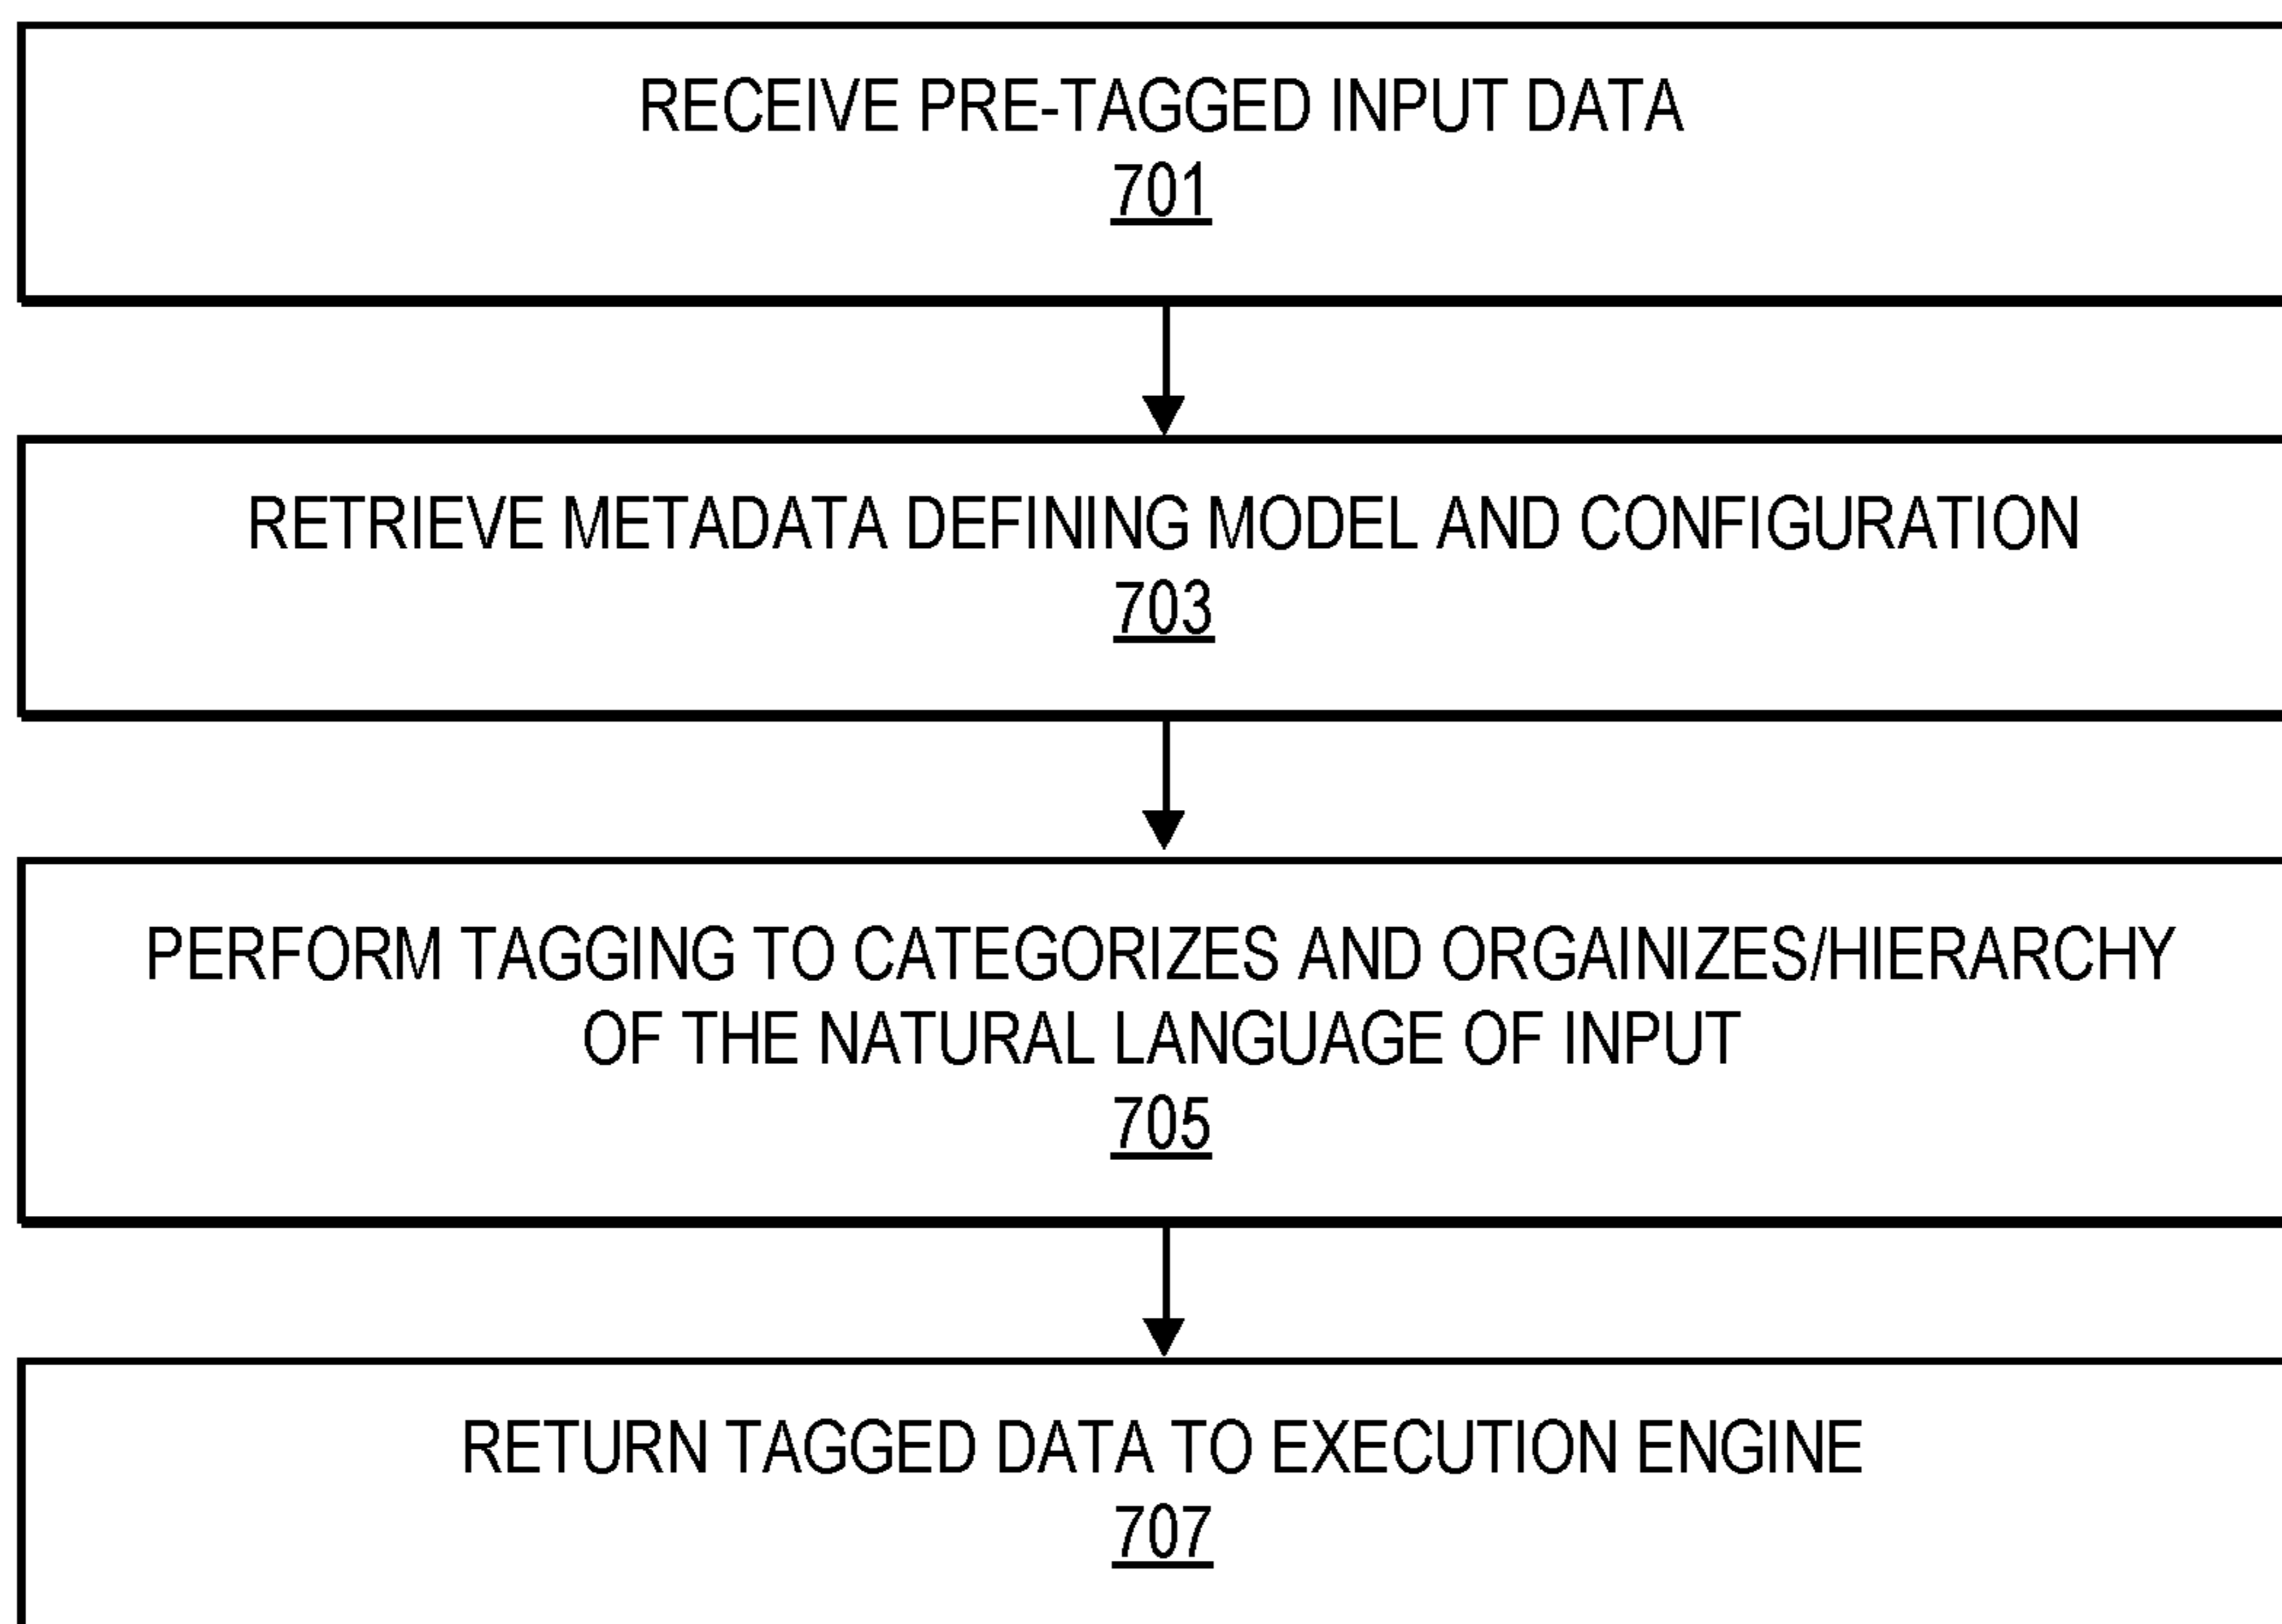 RECEIVE PRE-TAGGED INPUT DATA
701
RETRIEVE METADATA DEFINING MODEL AND CONFIGURATION
703
PERFORM TAGGING TO CATEGORIZES AND ORGAINIZES/HIERARCHY
OF THE NATURAL LANGUAGE OF INPUT
705
RETURN TAGGED DATA TO EXECUTION ENGINE
707